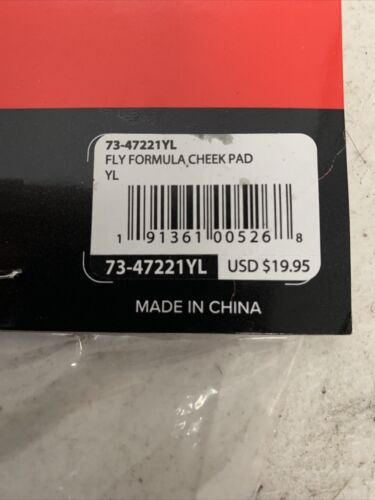 73-47221YL
FLY FORMULA CHEEK PAD
YL
1 91361 00526 8
73-47221YL USD $19.95
MADE IN CHINA